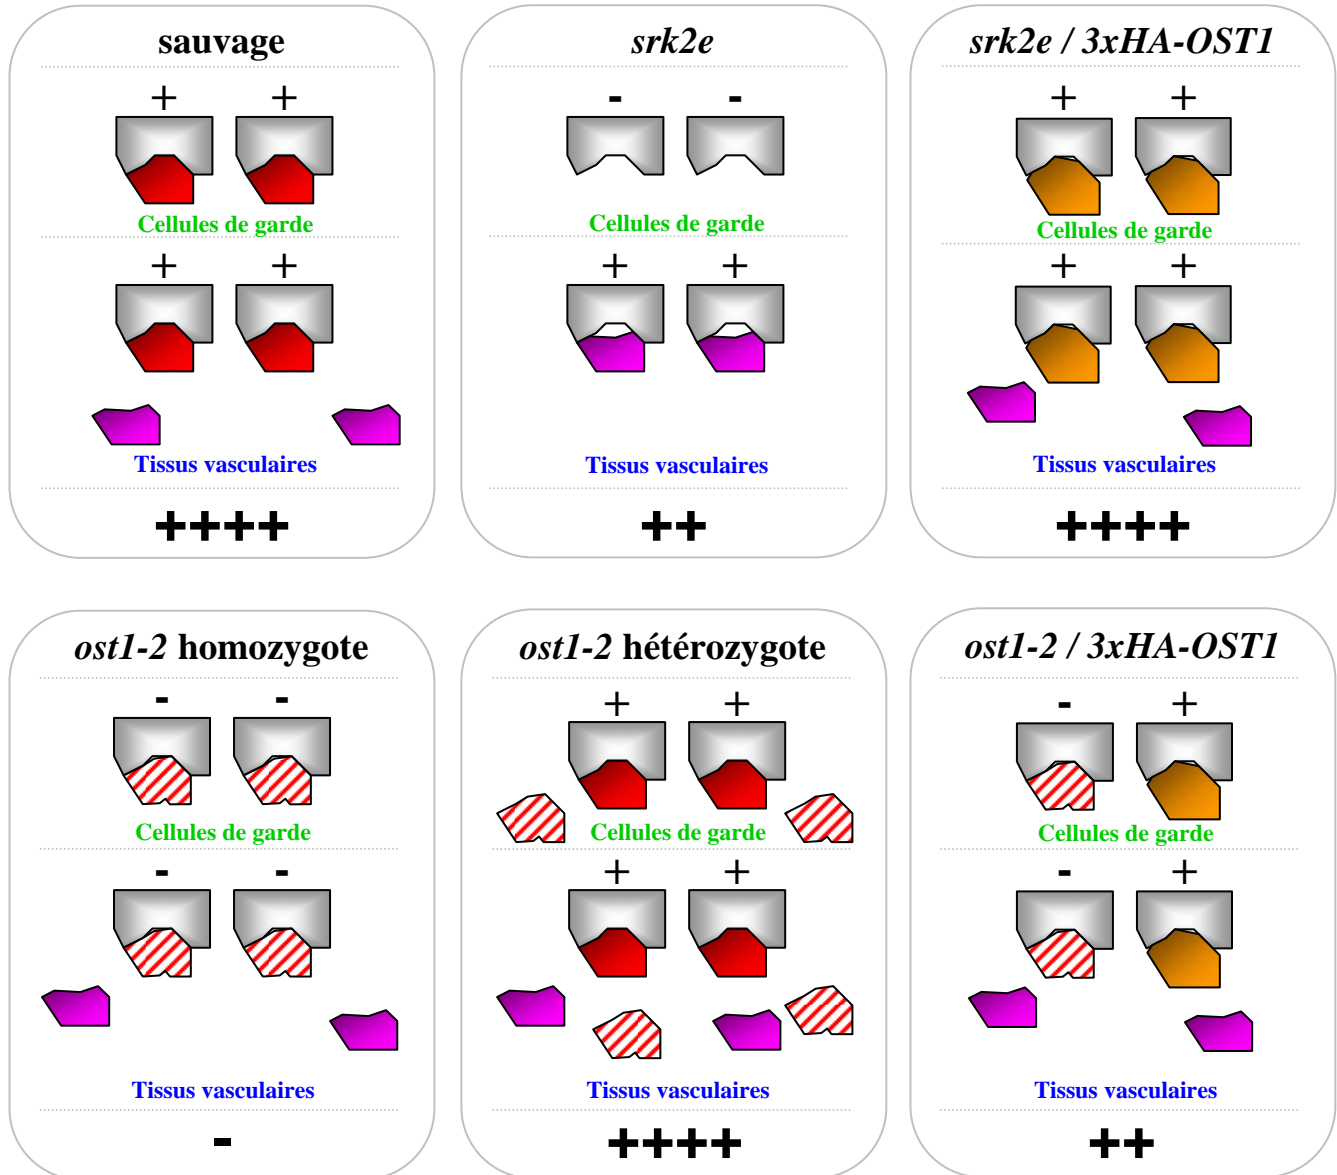 sauvage
+ +
Cellules de garde
+ +
Tissus vasculaires
++++
srk2e
- -
Cellules de garde
+ +
Tissus vasculaires
++
srk2e / 3xHA-OST1
+ +
Cellules de garde
+ +
Tissus vasculaires
++++
ost1-2 homozygote
- -
Cellules de garde
- -
Tissus vasculaires
-
ost1-2 hétérozygote
+ +
Cellules de garde
+ +
Tissus vasculaires
++++
ost1-2 / 3xHA-OST1
- +
Cellules de garde
- +
Tissus vasculaires
++